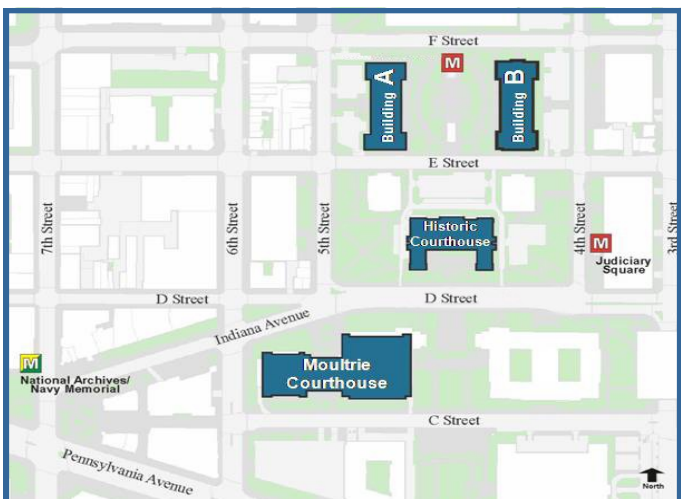 F Street
M
Building A
Building B
E Street
7th Street
6th Street
5th Street
4th Street
3rd Street
Historic
Courthouse
M
Judiciary
Square
D Street
D Street
Indiana Avenue
M
National Archives/
Navy Memorial
Moultrie
Courthouse
C Street
Pennsylvania Avenue
North